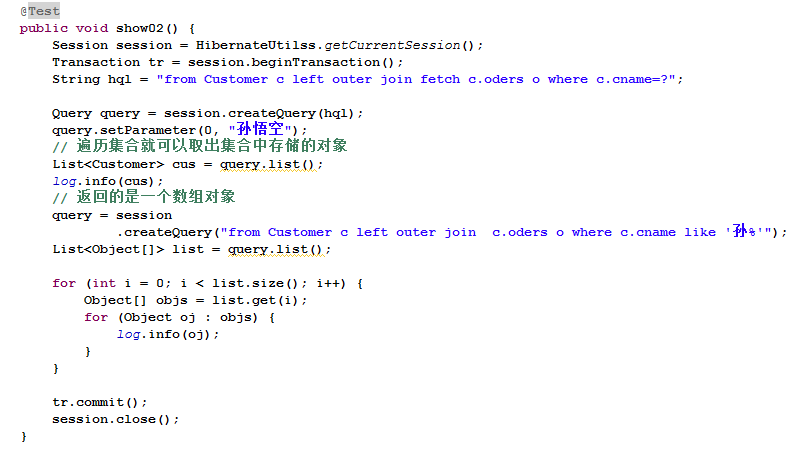 @Test
public void show02() {
    Session session = HibernateUtilss.getCurrentSession();
    Transaction tr = session.beginTransaction();
    String hql = "from Customer c left outer join fetch c.oders o where c.cname=?";

    Query query = session.createQuery(hql);
    query.setParameter(0, "孙悟空");
    // 遍历集合就可以取出集合中存储的对象
    List<Customer> cus = query.list();
    log.info(cus);
    // 返回的是一个数组对象
    query = session
            .createQuery("from Customer c left outer join  c.oders o where c.cname like '孙%'");
    List<Object[]> list = query.list();

    for (int i = 0; i < list.size(); i++) {
        Object[] objs = list.get(i);
        for (Object oj : objs) {
            log.info(oj);
        }
    }

    tr.commit();
    session.close();
}